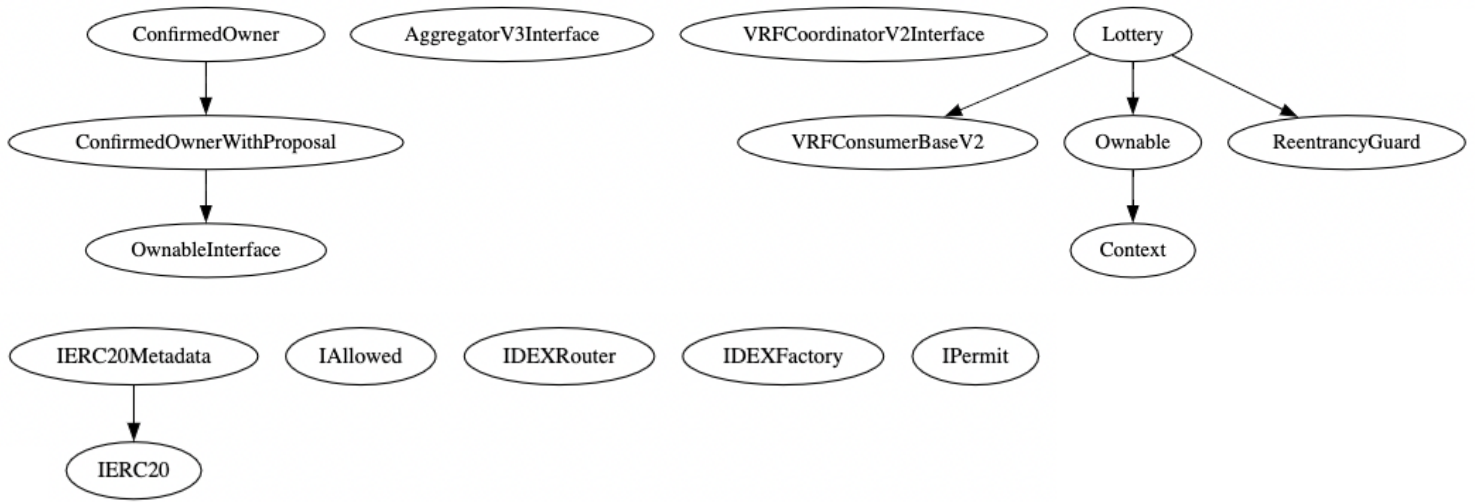 ConfirmedOwner
AggregatorV3Interface
VRFCoordinatorV2Interface
Lottery
ConfirmedOwnerWithProposal
VRFConsumerBaseV2
Ownable
ReentrancyGuard
OwnableInterface
Context
IERC20Metadata
IAllowed
IDEXRouter
IDEXFactory
IPermit
IERC20